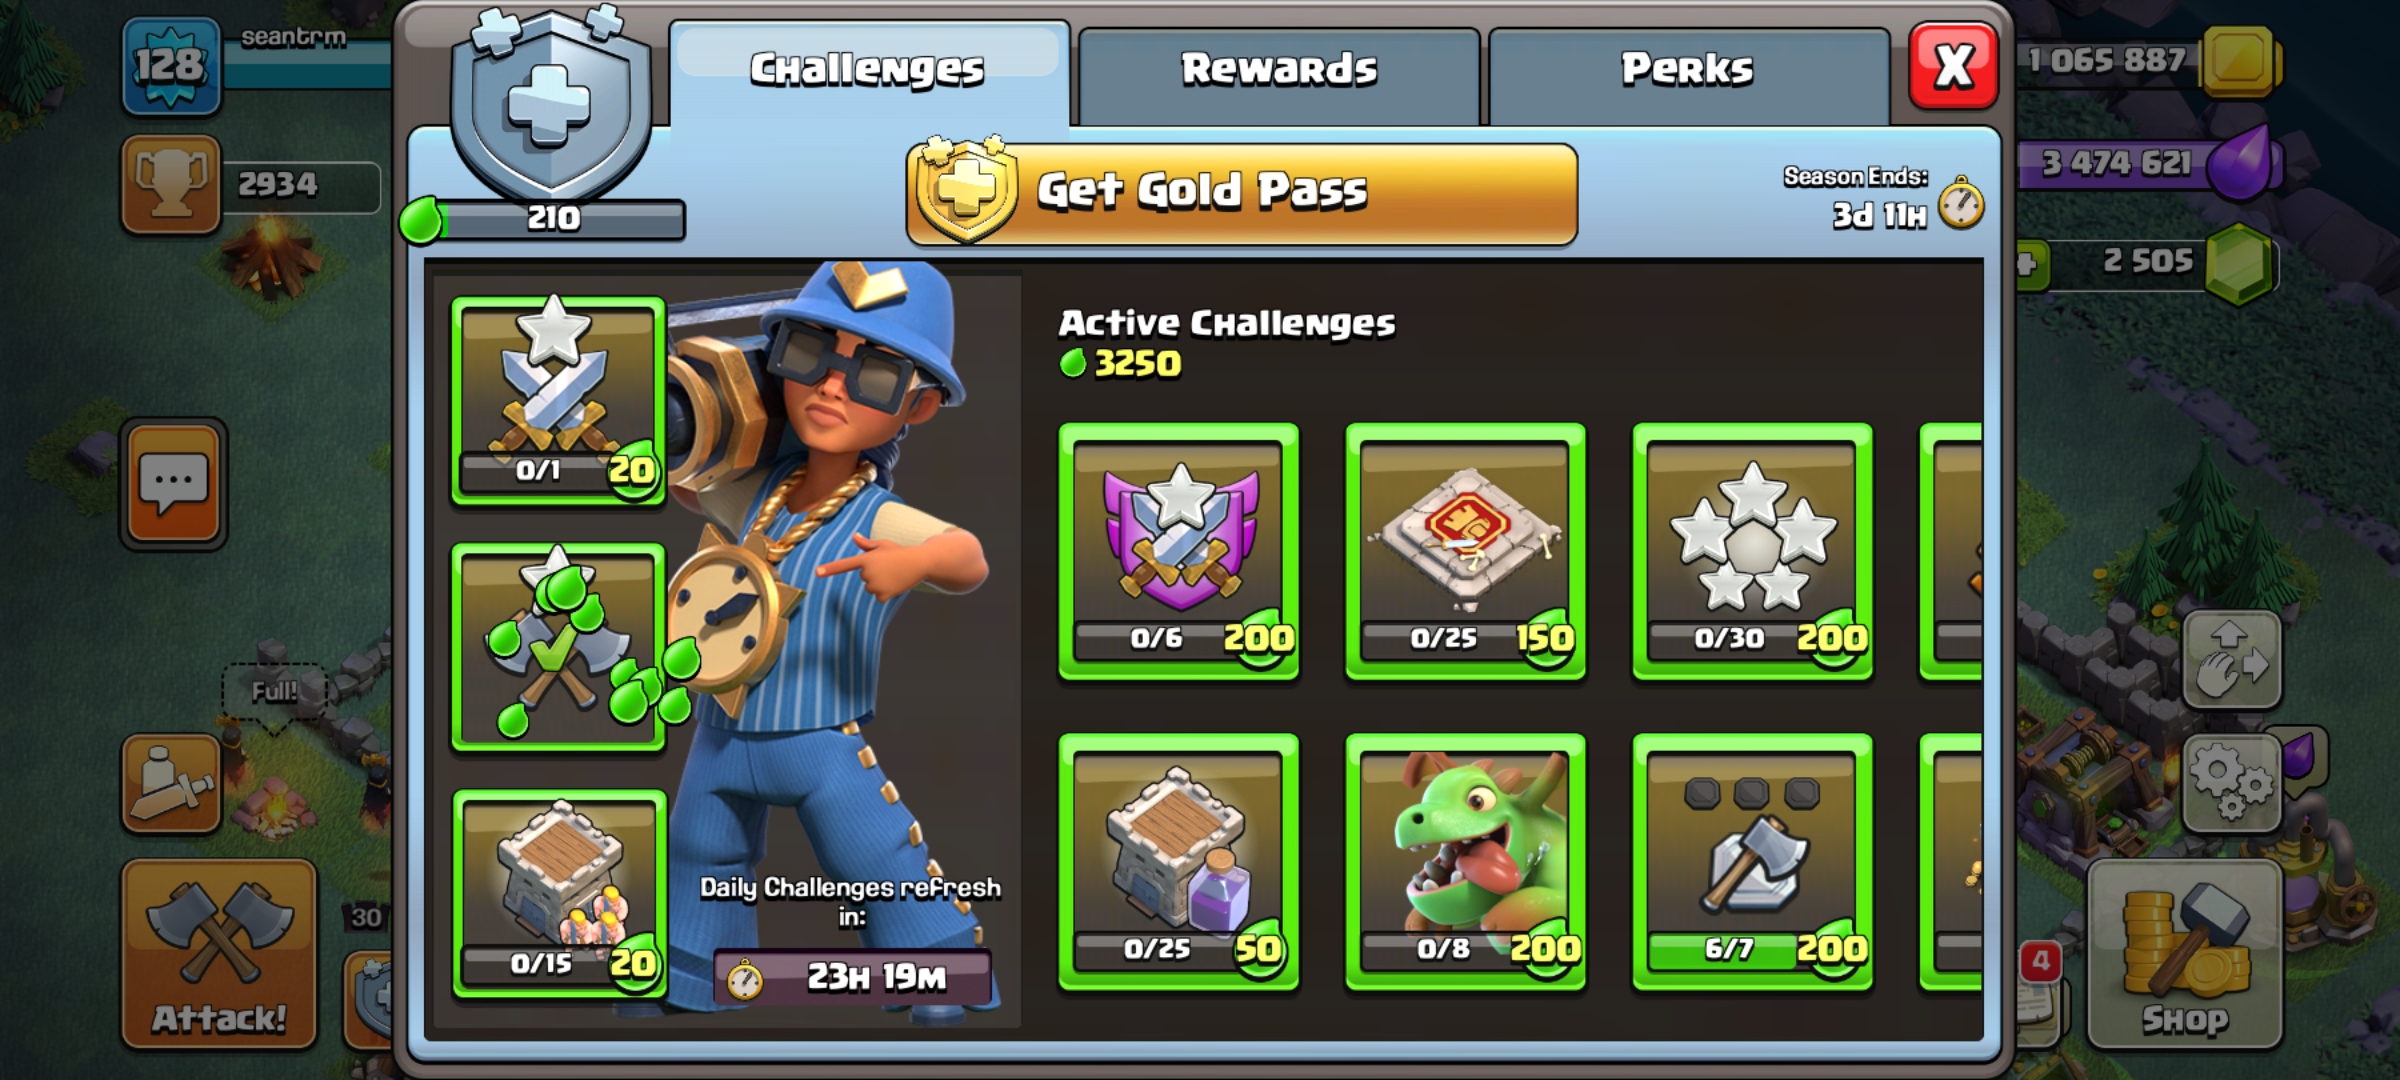 128
seantrm
Challenges
Rewards
Perks
X
1 065 887
2934
Get Gold Pass
Season Ends:
3d 11H
3 474 621
210
2 505
Active Challenges
3250
0/1
20
0/6
200
0/25
150
0/30
200
Full!
Daily Challenges refresh
in:
23H 19M
0/15
20
0/25
50
0/8
200
6/7
200
30
4
Attack!
Shop